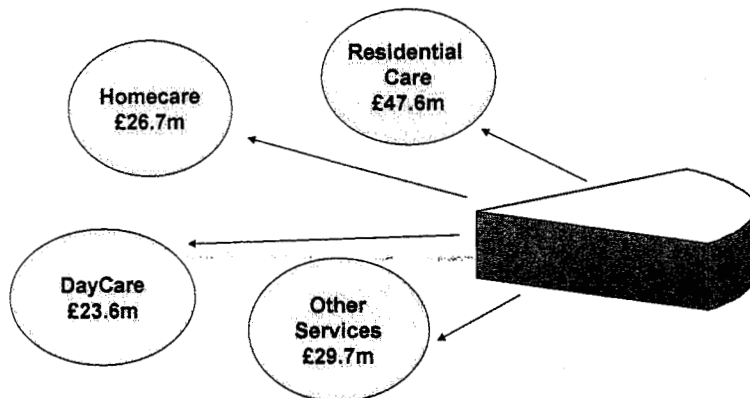 Residential
Care
£47.6m
Homecare
£26.7m
DayCare
£23.6m
Other
Services
£29.7m